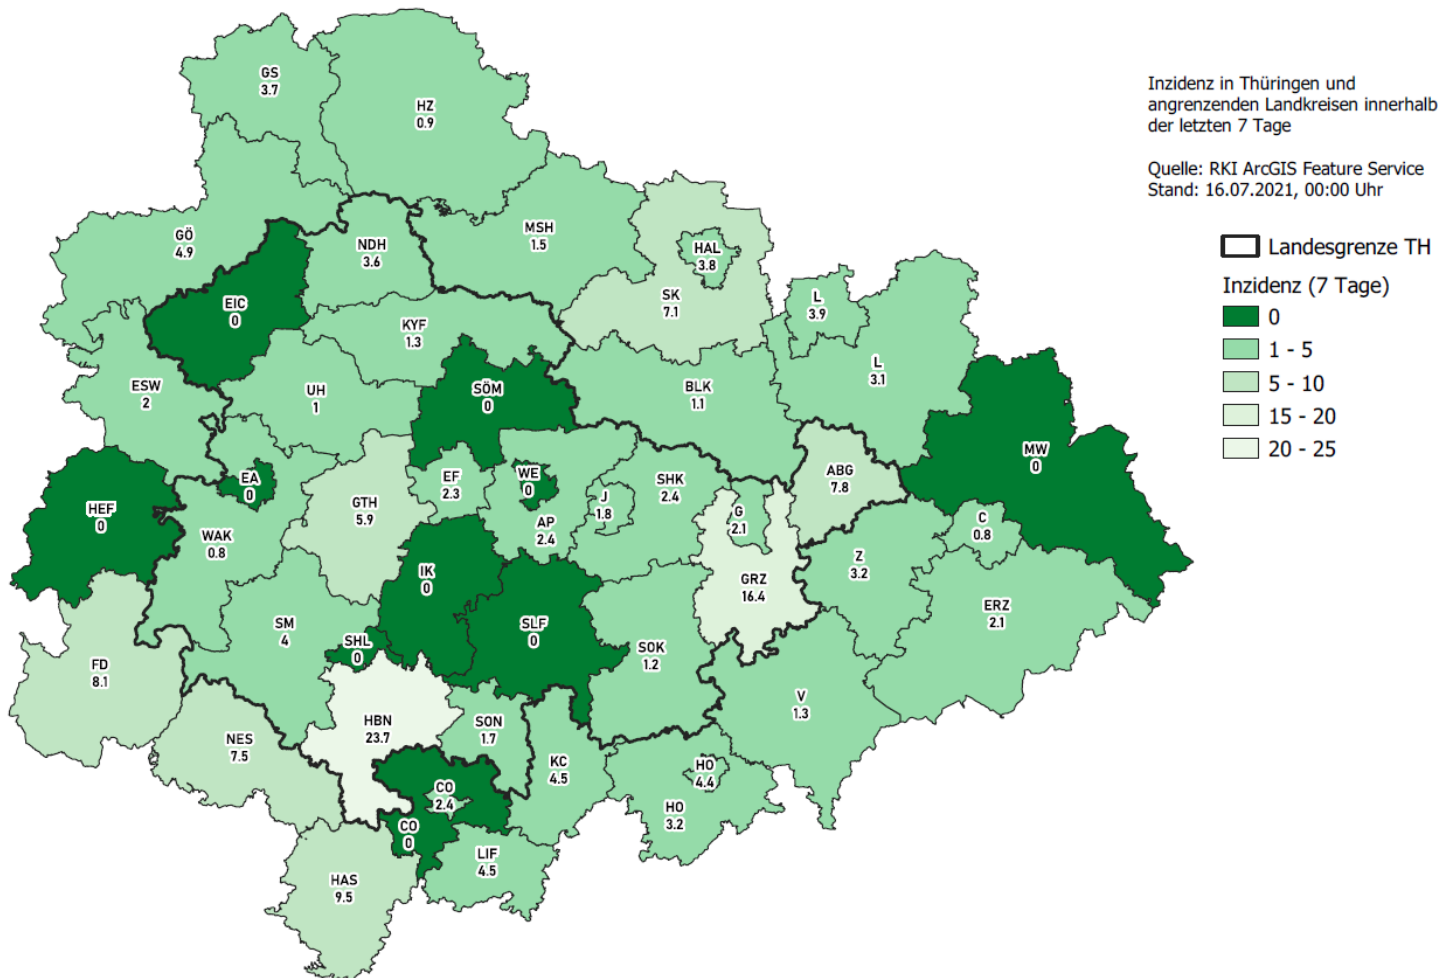 Inzidenz in Thüringen und
angrenzenden Landkreisen innerhalb
der letzten 7 Tage
Quelle: RKI ArcGIS Feature Service
Stand: 16.07.2021, 00:00 Uhr
Landesgrenze TH
Inzidenz (7 Tage)
0
1 - 5
5 - 10
15 - 20
20 - 25
GS
3.7
HZ
0.9
GÖ
4.9
NDH
3.6
MSH
1.5
HAL
3.8
SK
7.1
L
3.9
EIC
0
KYF
1.3
L
3.1
ESW
2
UH
1
SÖM
0
BLK
1.1
MW
0
EA
0
EF
2.3
WE
0
SHK
2.4
ABG
7.8
HEF
0
GTH
5.9
J
1.8
G
2.1
C
0.8
WAK
0.8
AP
2.4
Z
3.2
IK
0
GRZ
16.4
ERZ
2.1
SM
4
SHL
0
SLF
0
SOK
1.2
FD
8.1
V
1.3
NES
7.5
HBN
23.7
SON
1.7
KC
4.5
HO
4.4
CO
2.4
HO
3.2
CO
0
LIF
4.5
HAS
9.5